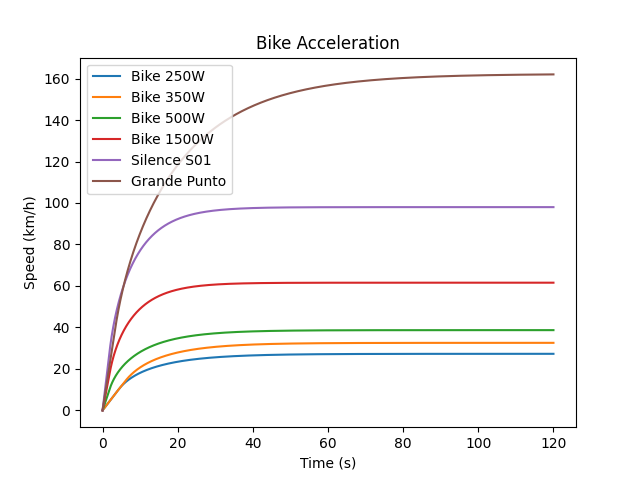 Bike Acceleration
Bike 250W
Bike 350W
Bike 500W
Bike 1500W
Silence S01
Grande Punto
160
140
120
100
80
60
40
20
0
Speed (km/h)
0 20 40 60 80 100 120
Time (s)